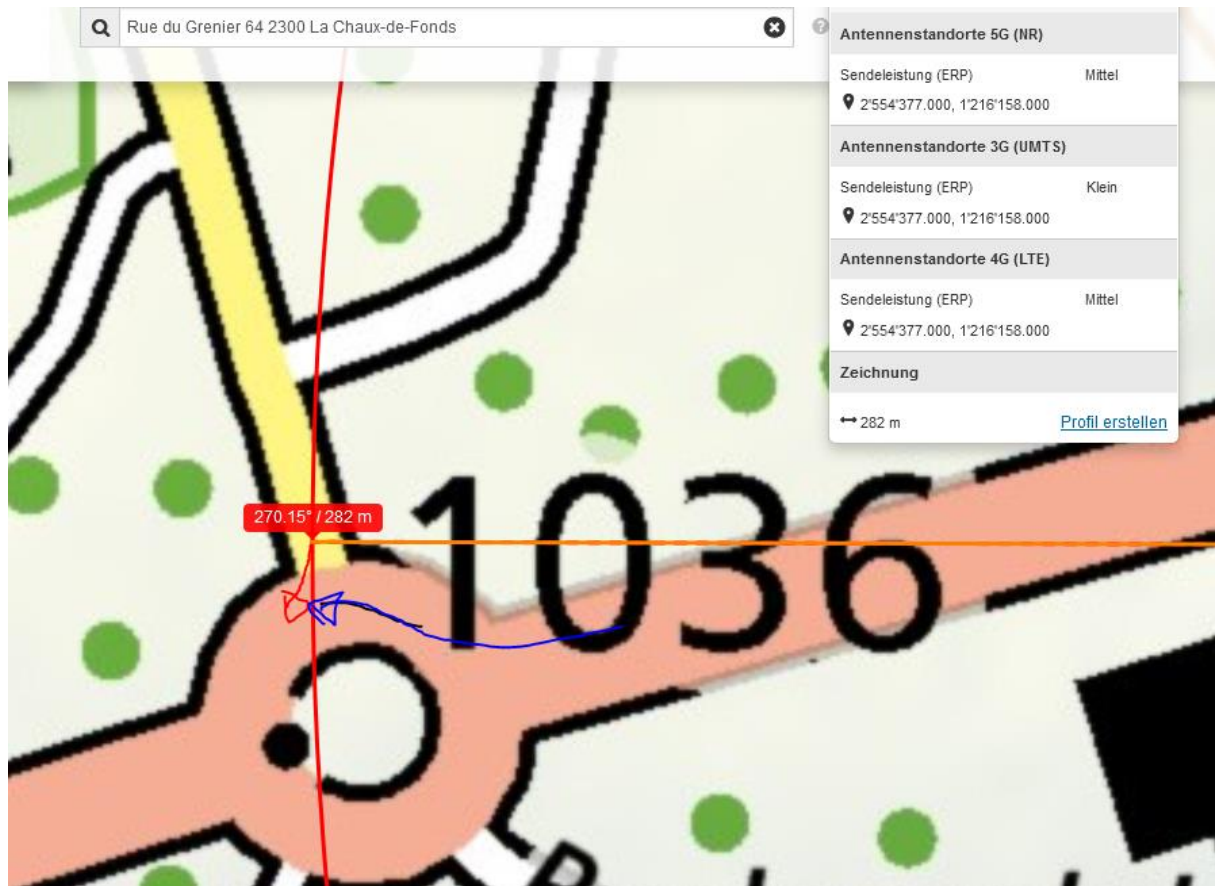 Rue du Grenier 64 2300 La Chaux-de-Fonds
Antennenstandorte 5G (NR)
Sendeleistung (ERP) Mittel
2'554'377.000, 1'216'158.000
Antennenstandorte 3G (UMTS)
Sendeleistung (ERP) Klein
2'554'377.000, 1'216'158.000
Antennenstandorte 4G (LTE)
Sendeleistung (ERP) Mittel
2'554'377.000, 1'216'158.000
Zeichnung
282 m Profil erstellen
270.15° / 282 m
1036